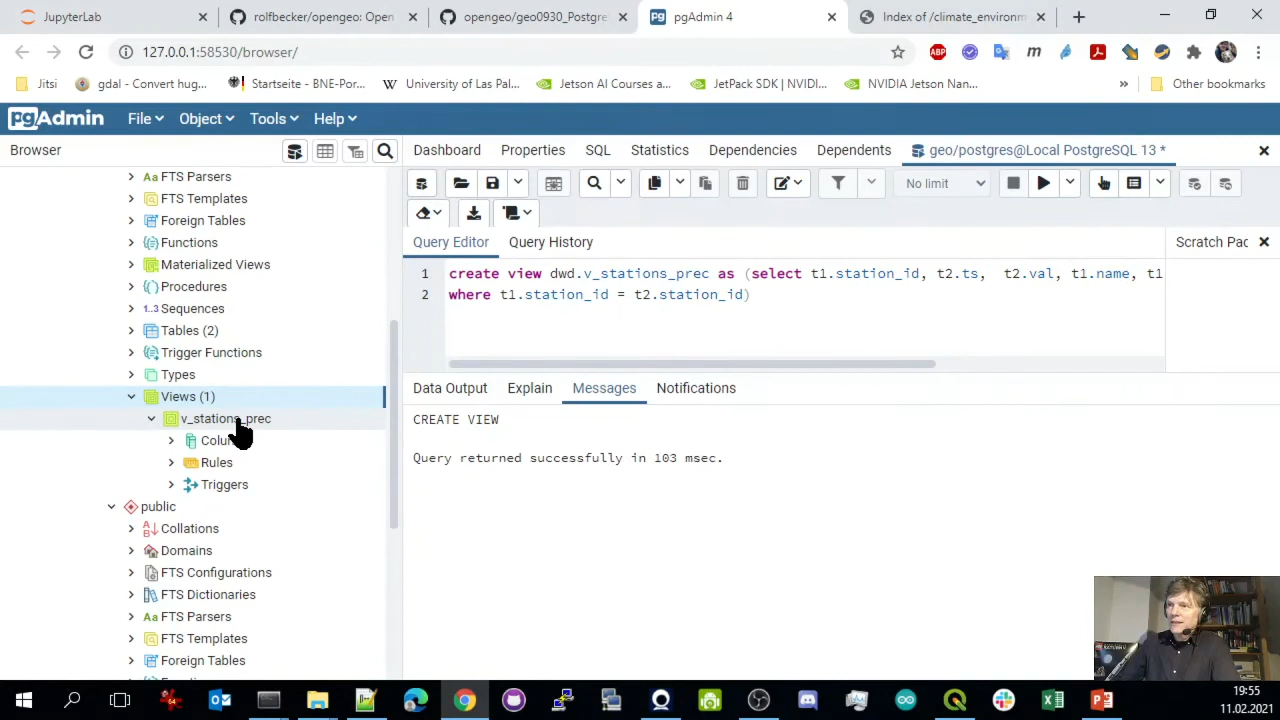 JupyterLab
rolfbecker/opengeo: Open
opengeo/geo0930_Postgre
pgAdmin 4
Index of /climate_environm
127.0.0.1:58530/browser/
Jitsi
gdal - Convert hug...
Startseite - BNE-Por...
University of Las Pal...
Jetson AI Courses a...
JetPack SDK | NVIDI...
NVIDIA Jetson Nan...
»
Other bookmarks
pgAdmin
File
Object
Tools
Help
Browser
Dashboard
Properties
SQL
Statistics
Dependencies
Dependents
geo/postgres@Local PostgreSQL 13 *
FTS Parsers
FTS Templates
Foreign Tables
Functions
Materialized Views
Procedures
1..3 Sequences
Tables (2)
Trigger Functions
Types
Views (1)
v_stations_prec
Rules
Triggers
public
Collations
Domains
FTS Configurations
FTS Dictionaries
FTS Parsers
FTS Templates
Foreign Tables
No limit
Query Editor
Query History
Scratch Pac
1 create view dwd.v_stations_prec as (select t1.station_id, t2.ts,  t2.val, t1.name, t1
2 where t1.station_id = t2.station_id)
Data Output
Explain
Messages
Notifications
CREATE VIEW
Query returned successfully in 103 msec.
19:55
11.02.2021